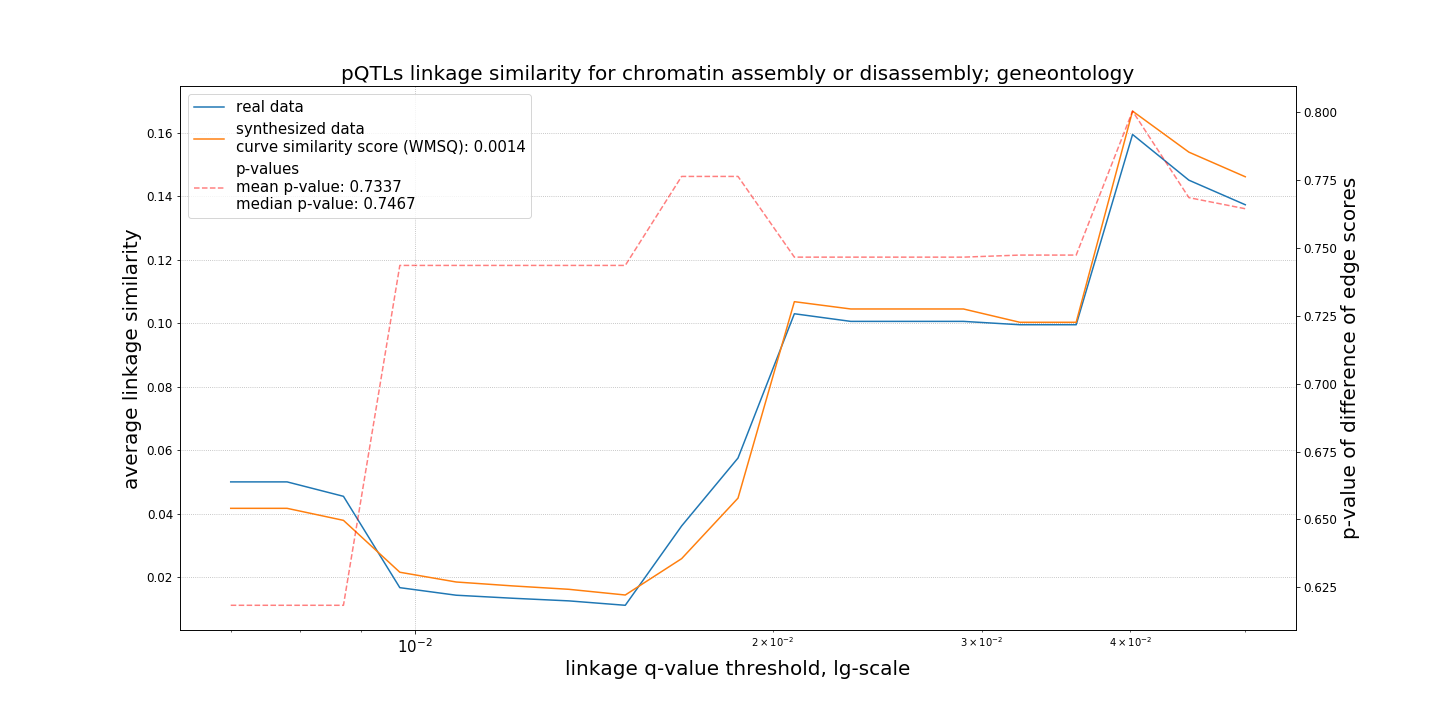 pQTLs linkage similarity for chromatin assembly or disassembly; geneontology
real data
synthesized data
curve similarity score (WMSQ): 0.0014
p-values
mean p-value: 0.7337
median p-value: 0.7467
average linkage similarity
0.16
0.14
0.12
0.10
0.08
0.06
0.04
0.02
p-value of difference of edge scores
0.800
0.775
0.750
0.725
0.700
0.675
0.650
0.625
10⁻²
2 × 10⁻²
3 × 10⁻²
4 × 10⁻²
linkage q-value threshold, lg-scale